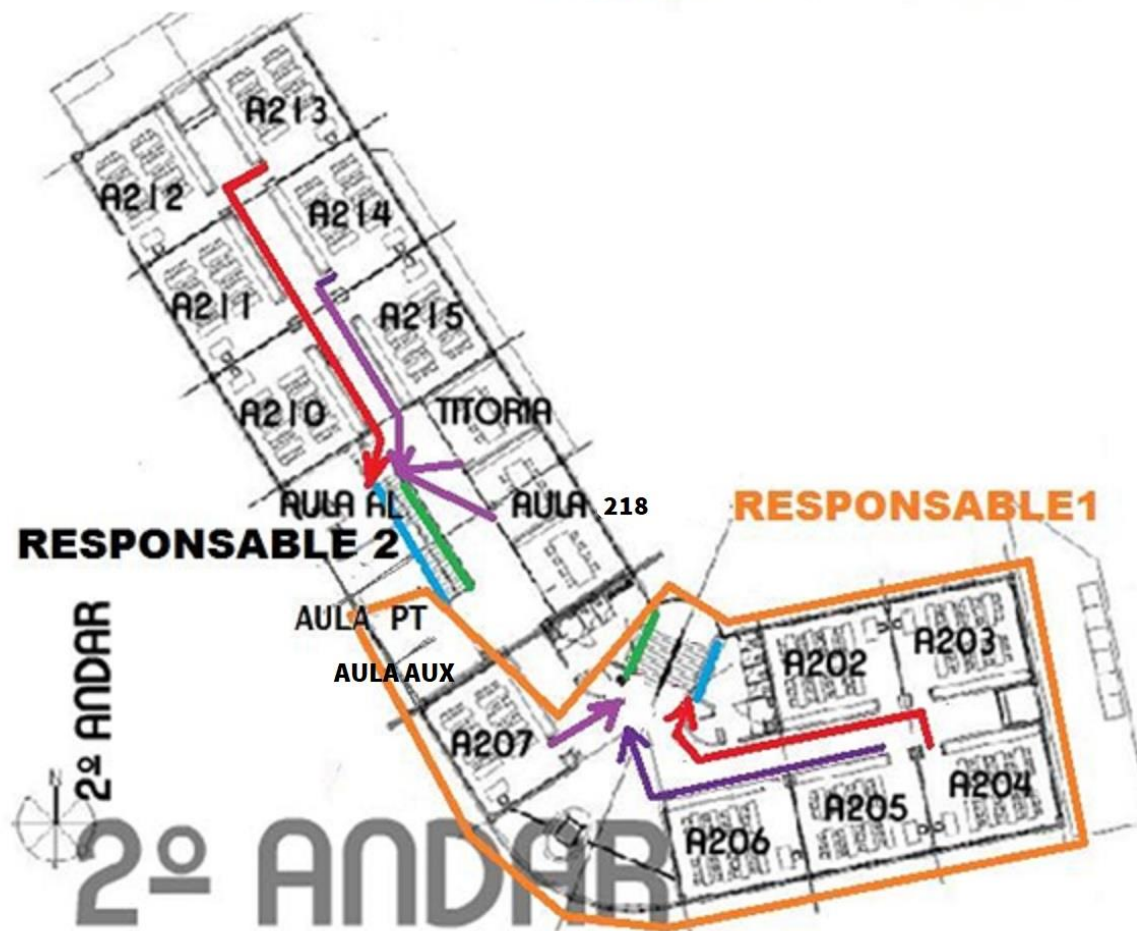 A213
A212
A214
A211
A215
A210
TITORIA
AULA AL
AULA 218
RESPONSABLE 2
RESPONSABLE1
AULA PT
AULA AUX
A207
A202
A203
A204
A205
A206
N
2º ANDAR
2º ANDAR